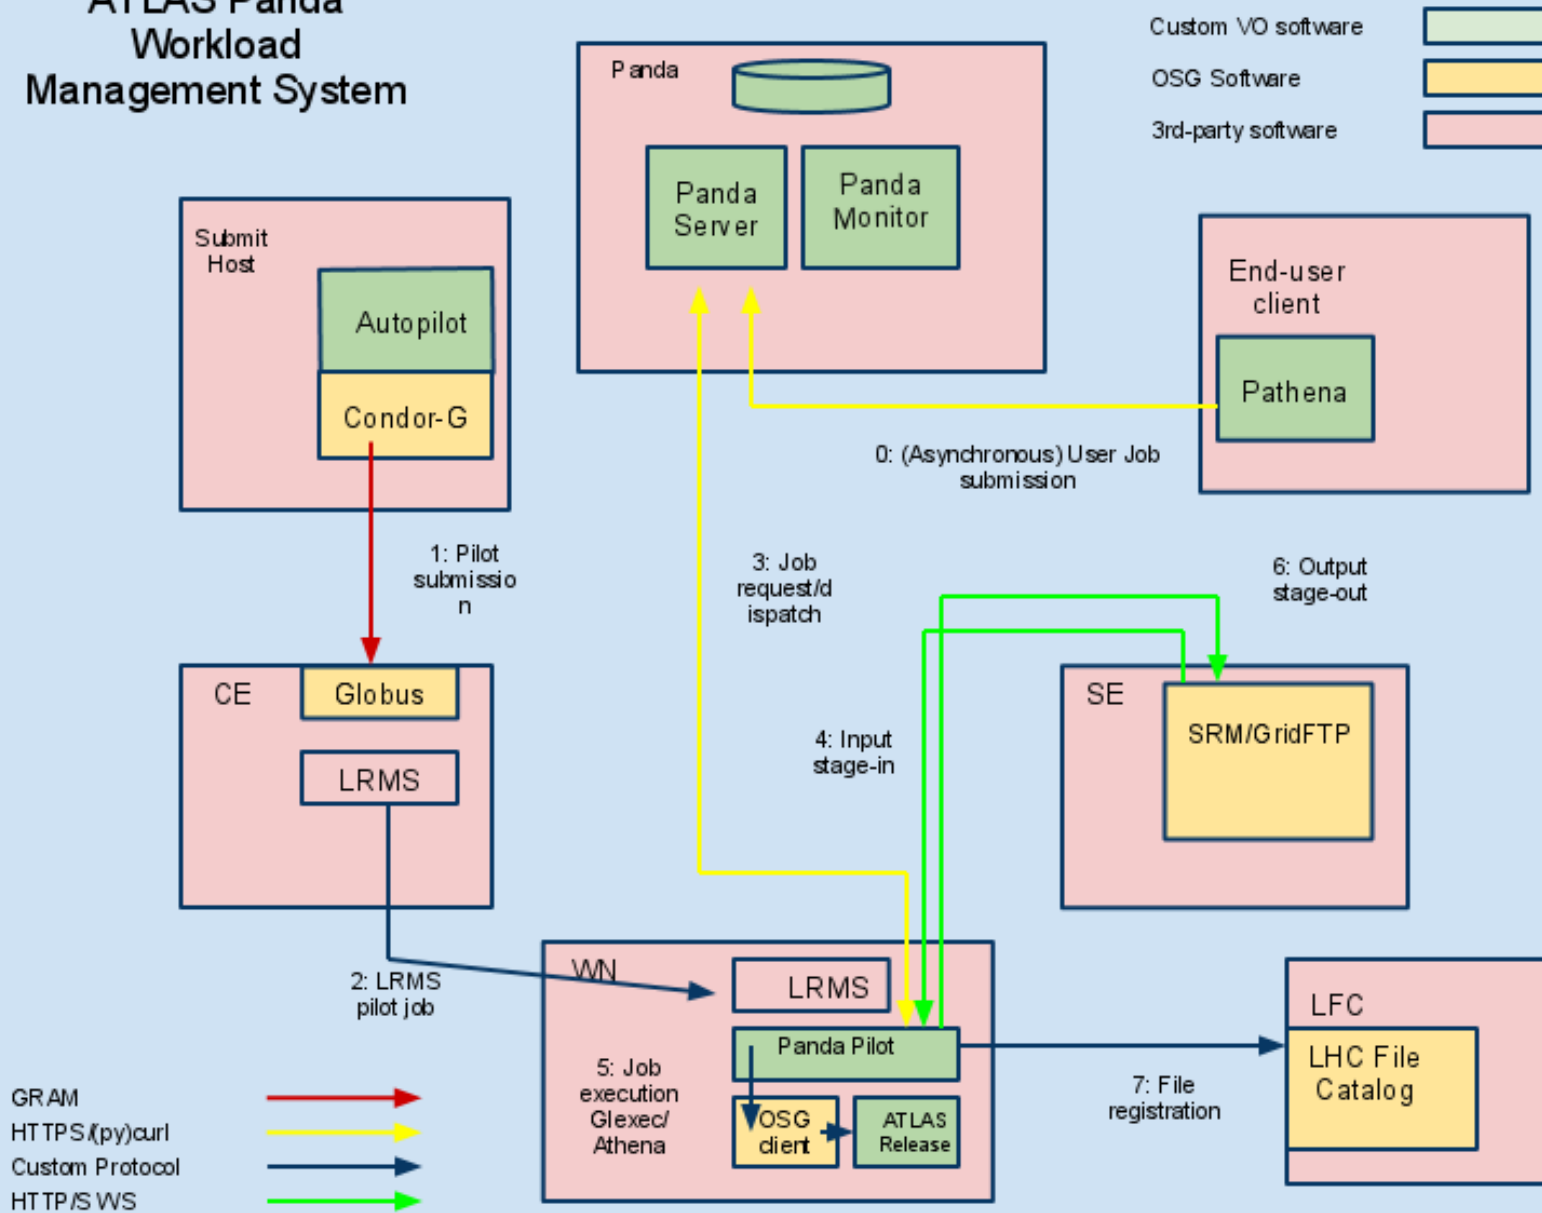 ATLAS Panda
Workload
Management System
Custom VO software
OSG Software
3rd-party software
Panda
Panda
Server
Panda
Monitor
Submit
Host
Autopilot
Condor-G
End-user
client
Pathena
0: (Asynchronous) User Job
submission
1: Pilot
submissio
n
3: Job
request/d
ispatch
6: Output
stage-out
CE
Globus
LRMS
4: Input
stage-in
SE
SRM/GridFTP
2: LRMS
pilot job
WN
LRMS
Panda Pilot
5: Job
execution
Glexec/
Athena
OSG
client
ATLAS
Release
7: File
registration
LFC
LHC File
Catalog
GRAM
HTTPS/(py)curl
Custom Protocol
HTTP/S WS